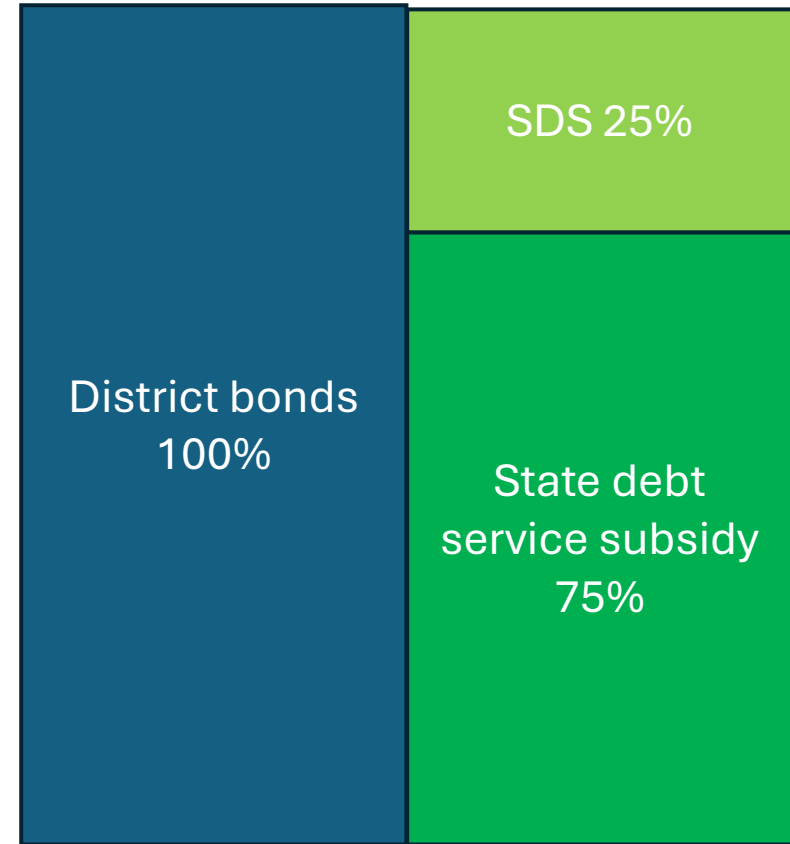 District bonds
100%
SDS 25%
State debt
service subsidy
75%